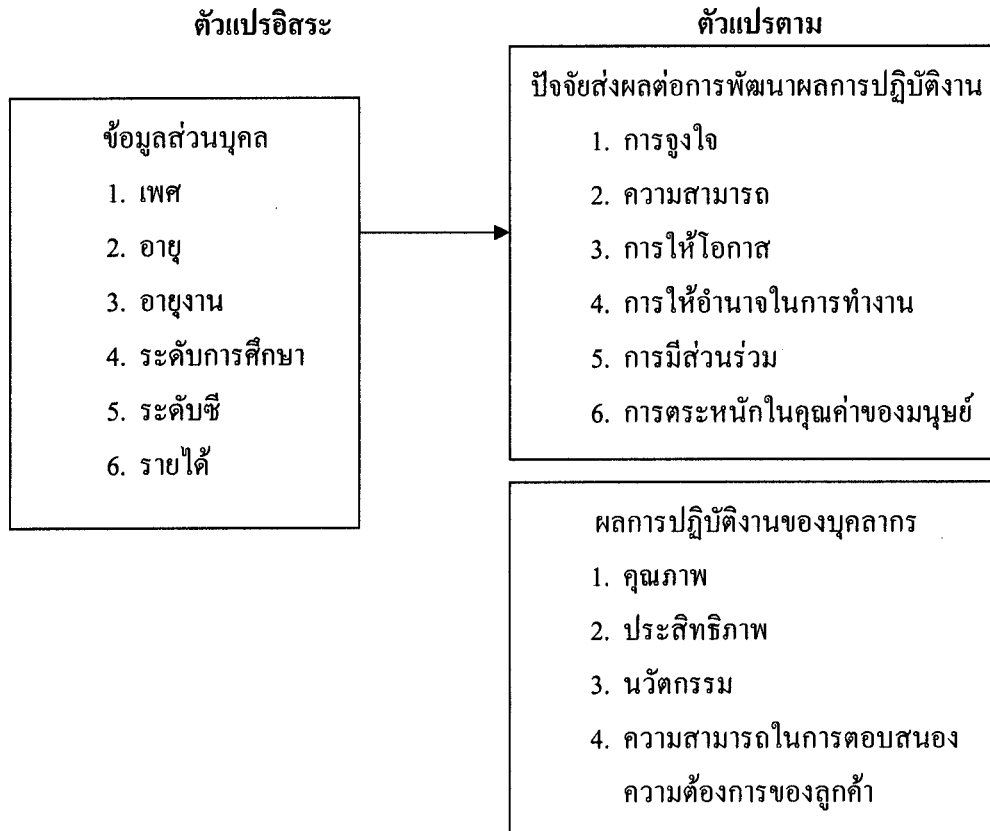 ตัวแปรอิสระ
ตัวแปรตาม
ข้อมูลส่วนบุคล
1. เพศ
2. อายุ
3. อายุงาน
4. ระดับการศึกษา
5. ระดับซี
6. รายได้
ปัจจัยส่งผลต่อการพัฒนาผลการปฏิบัติงาน
1. การจูงใจ
2. ความสามารถ
3. การให้โอกาส
4. การให้อำนาจในการทำงาน
5. การมีส่วนร่วม
6. การตระหนักในคุณค่าของมนุษย์
ผลการปฏิบัติงานของบุคลากร
1. คุณภาพ
2. ประสิทธิภาพ
3. นวัตกรรม
4. ความสามารถในการตอบสนอง
ความต้องการของลูกค้า